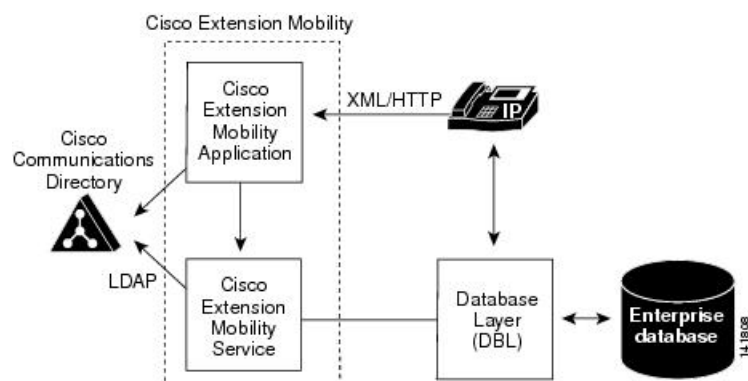 Cisco Extension Mobility
Cisco
Extension
Mobility
Application
XML/HTTP
IP
Cisco
Communications
Directory
LDAP
Cisco
Extension
Mobility
Service
Database
Layer
(DBL)
Enterprise
database
141808